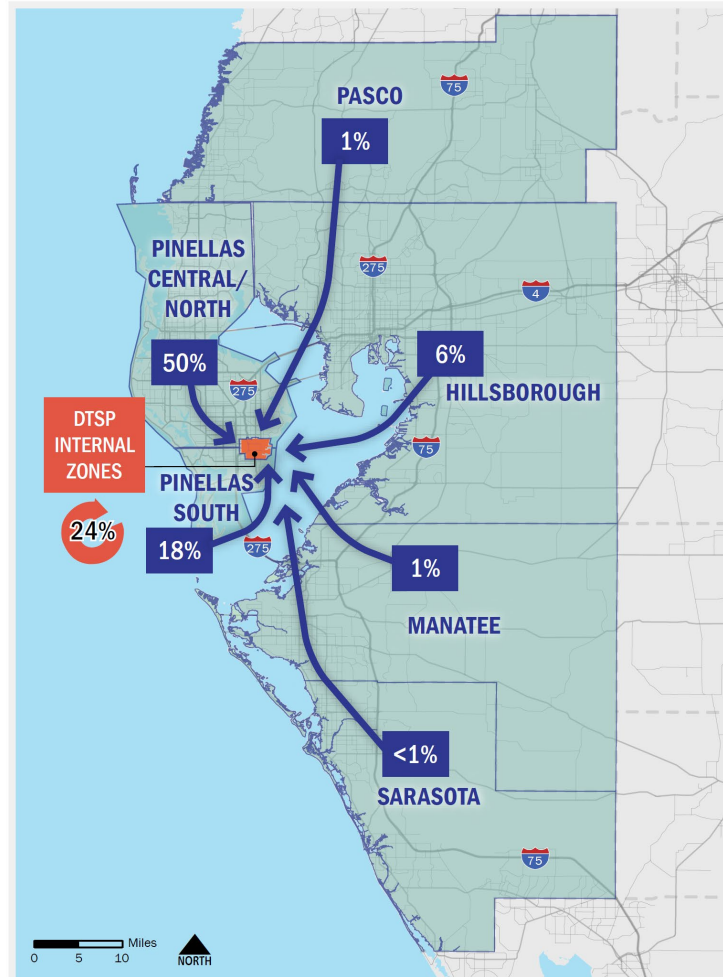 75
PASCO
1%
PINELLAS
CENTRAL/
NORTH
275
4
50%
6%
HILLSBOROUGH
275
DTSP
INTERNAL
ZONES
75
PINELLAS
SOUTH
24%
18%
275
1%
MANATEE
<1%
SARASOTA
75
Miles
0 5 10
NORTH